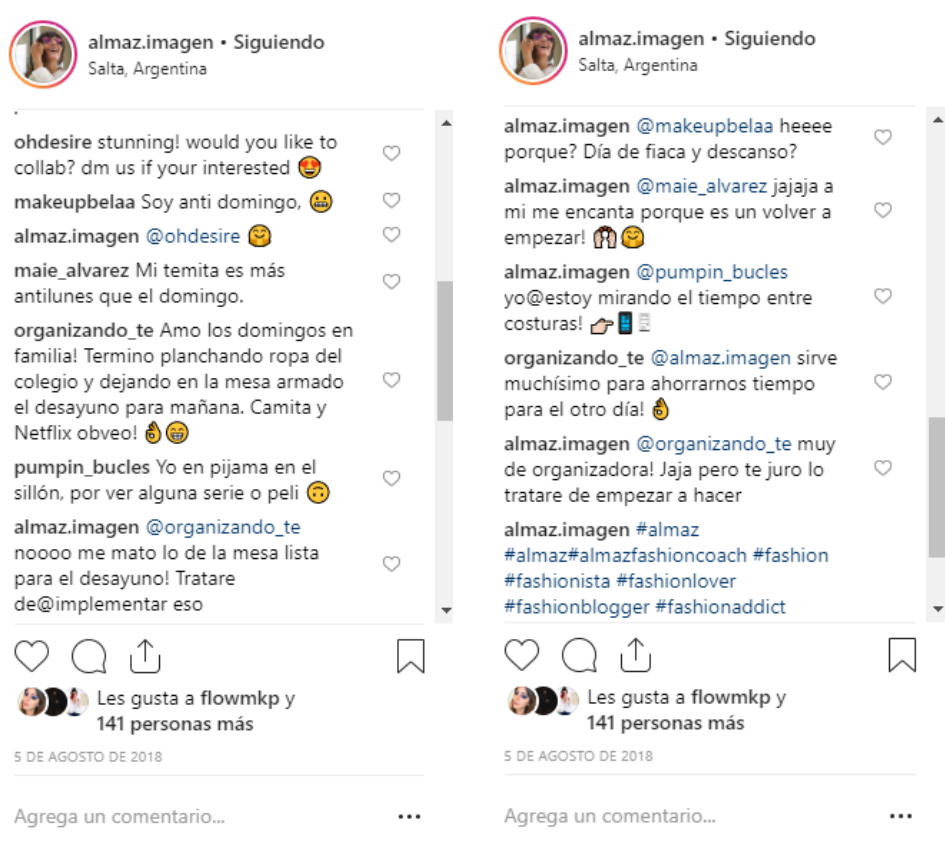 almaz.imagen • Siguiendo
Salta, Argentina
ohdesire stunning! would you like to
collab? dm us if your interested 😍
makeupbelaa Soy anti domingo, 😬
almaz.imagen @ohdesire 🤗
maie_alvarez Mi temita es más
antilunes que el domingo.
organizando_te Amo los domingos en
familia! Termino planchando ropa del
colegio y dejando en la mesa armado
el desayuno para mañana. Camita y
Netflix obveo! 👌😁
pumpin_bucles Yo en pijama en el
sillón, por ver alguna serie o peli 🙃
almaz.imagen @organizando_te
noooo me mato lo de la mesa lista
para el desayuno! Tratare
de@implementar eso
Les gusta a flowmkp y
141 personas más
5 DE AGOSTO DE 2018
Agrega un comentario...
almaz.imagen • Siguiendo
Salta, Argentina
almaz.imagen @makeupbelaa heeee
porque? Día de fiaca y descanso?
almaz.imagen @maie_alvarez jajaja a
mi me encanta porque es un volver a
empezar! 🙌🤗
almaz.imagen @pumpin_bucles
yo@estoy mirando el tiempo entre
costuras! 👉📱🧾
organizando_te @almaz.imagen sirve
muchísimo para ahorrarnos tiempo
para el otro día! 👌
almaz.imagen @organizando_te muy
de organizadora! Jaja pero te juro lo
tratare de empezar a hacer
almaz.imagen #almaz
#almaz#almazfashioncoach #fashion
#fashionista #fashionlover
#fashionblogger #fashionaddict
Les gusta a flowmkp y
141 personas más
5 DE AGOSTO DE 2018
Agrega un comentario...